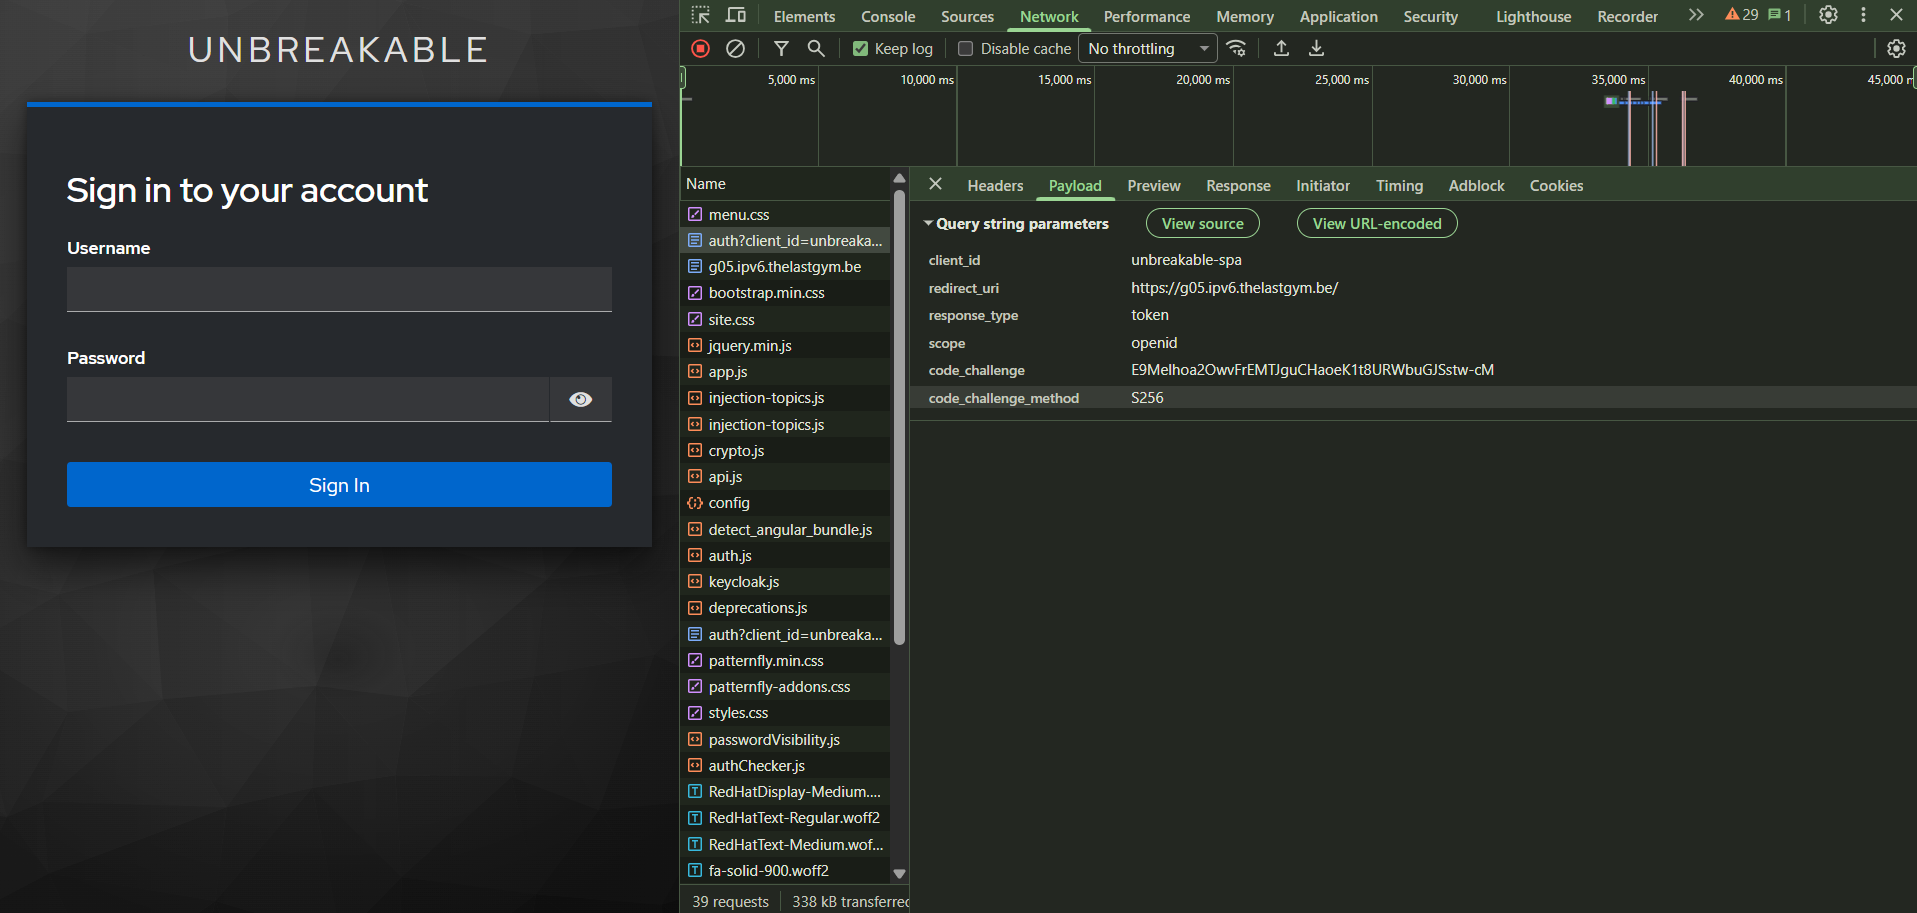 UNBREAKABLE
Sign in to your account
Username
Password
Sign In
Elements Console Sources Network Performance Memory Application Security Lighthouse Recorder 29 1
Keep log Disable cache No throttling
5,000 ms 10,000 ms 15,000 ms 20,000 ms 25,000 ms 30,000 ms 35,000 ms 40,000 ms 45,000 m
Name
menu.css
auth?client_id=unbreaka...
g05.ipv6.thelastgym.be
bootstrap.min.css
site.css
jquery.min.js
app.js
injection-topics.js
injection-topics.js
crypto.js
api.js
config
detect_angular_bundle.js
auth.js
keycloak.js
deprecations.js
auth?client_id=unbreaka...
patternfly.min.css
patternfly-addons.css
styles.css
passwordVisibility.js
authChecker.js
RedHatDisplay-Medium....
RedHatText-Regular.woff2
RedHatText-Medium.wof...
fa-solid-900.woff2
39 requests 338 kB transferred
Headers Payload Preview Response Initiator Timing Adblock Cookies
Query string parameters View source View URL-encoded
client_id unbreakable-spa
redirect_uri https://g05.ipv6.thelastgym.be/
response_type token
scope openid
code_challenge E9Melhoa2OwvFrEMTJguCHaoeK1t8URWbuGJSstw-cM
code_challenge_method S256